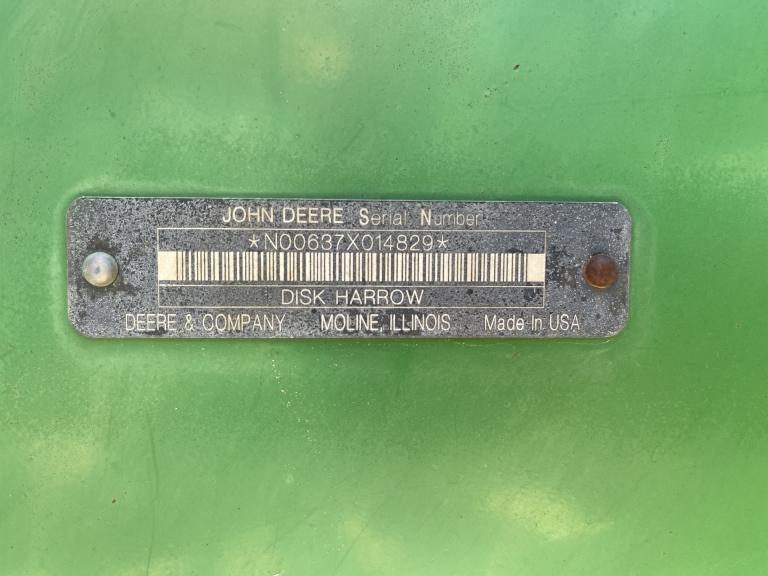 JOHN DEERE Serial Number
*N00637X014829*
DISK HARROW
DEERE & COMPANY MOLINE, ILLINOIS Made In USA